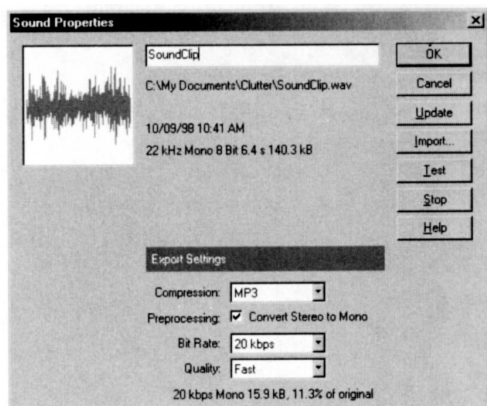 Sound Properties
SoundClip
C:\My Documents\Clutter\SoundClip.wav
10/09/98 10:41 AM
22 kHz Mono 8 Bit 6.4 s 140.3 kB
OK
Cancel
Update
Import...
Test
Stop
Help
Export Settings
Compression: MP3
Preprocessing: Convert Stereo to Mono
Bit Rate: 20 kbps
Quality: Fast
20 kbps Mono 15.9 kB, 11.3% of original